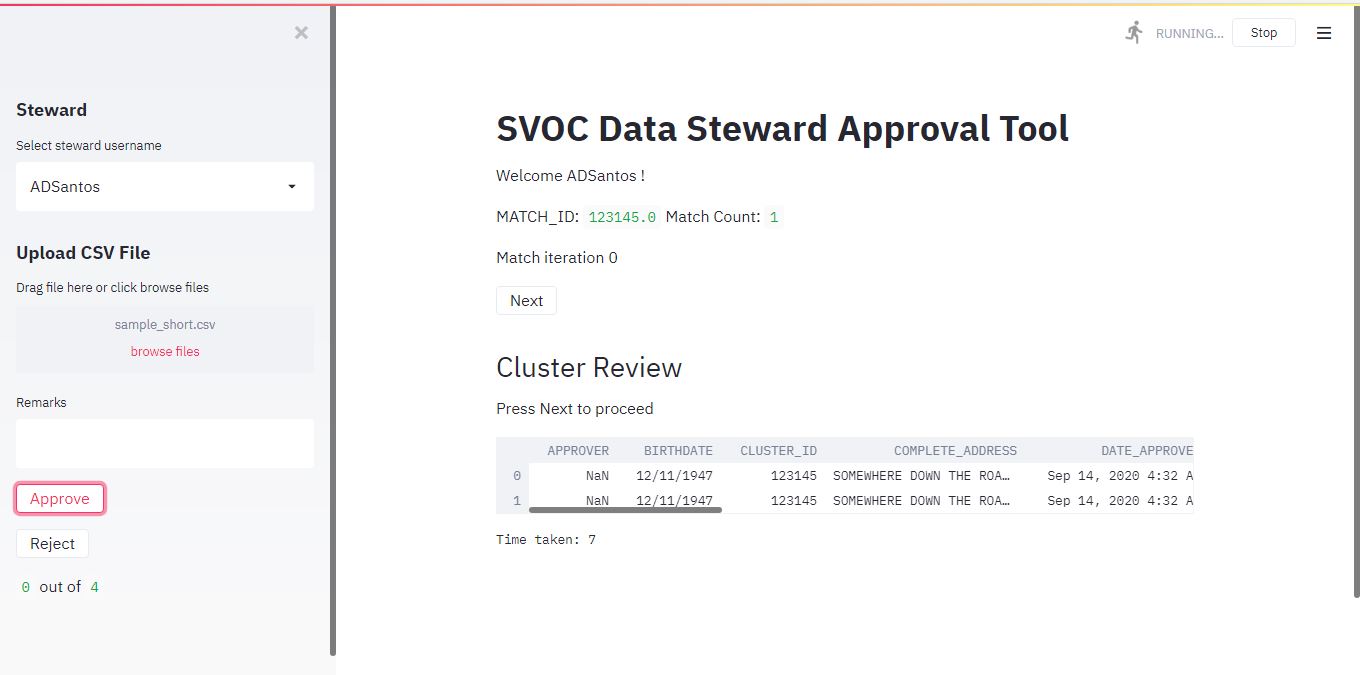 RUNNING...
Stop
Steward
Select steward username
ADSantos
Upload CSV File
Drag file here or click browse files
sample_short.csv
browse files
Remarks
Approve
Reject
0 out of 4
SVOC Data Steward Approval Tool
Welcome ADSantos !
MATCH_ID: 123145.0 Match Count: 1
Match iteration 0
Next
Cluster Review
Press Next to proceed
APPROVER BIRTHDATE CLUSTER_ID COMPLETE_ADDRESS DATE_APPROVE
0 NaN 12/11/1947 123145 SOMEWHERE DOWN THE ROA… Sep 14, 2020 4:32 A
1 NaN 12/11/1947 123145 SOMEWHERE DOWN THE ROA… Sep 14, 2020 4:32 A
Time taken: 7